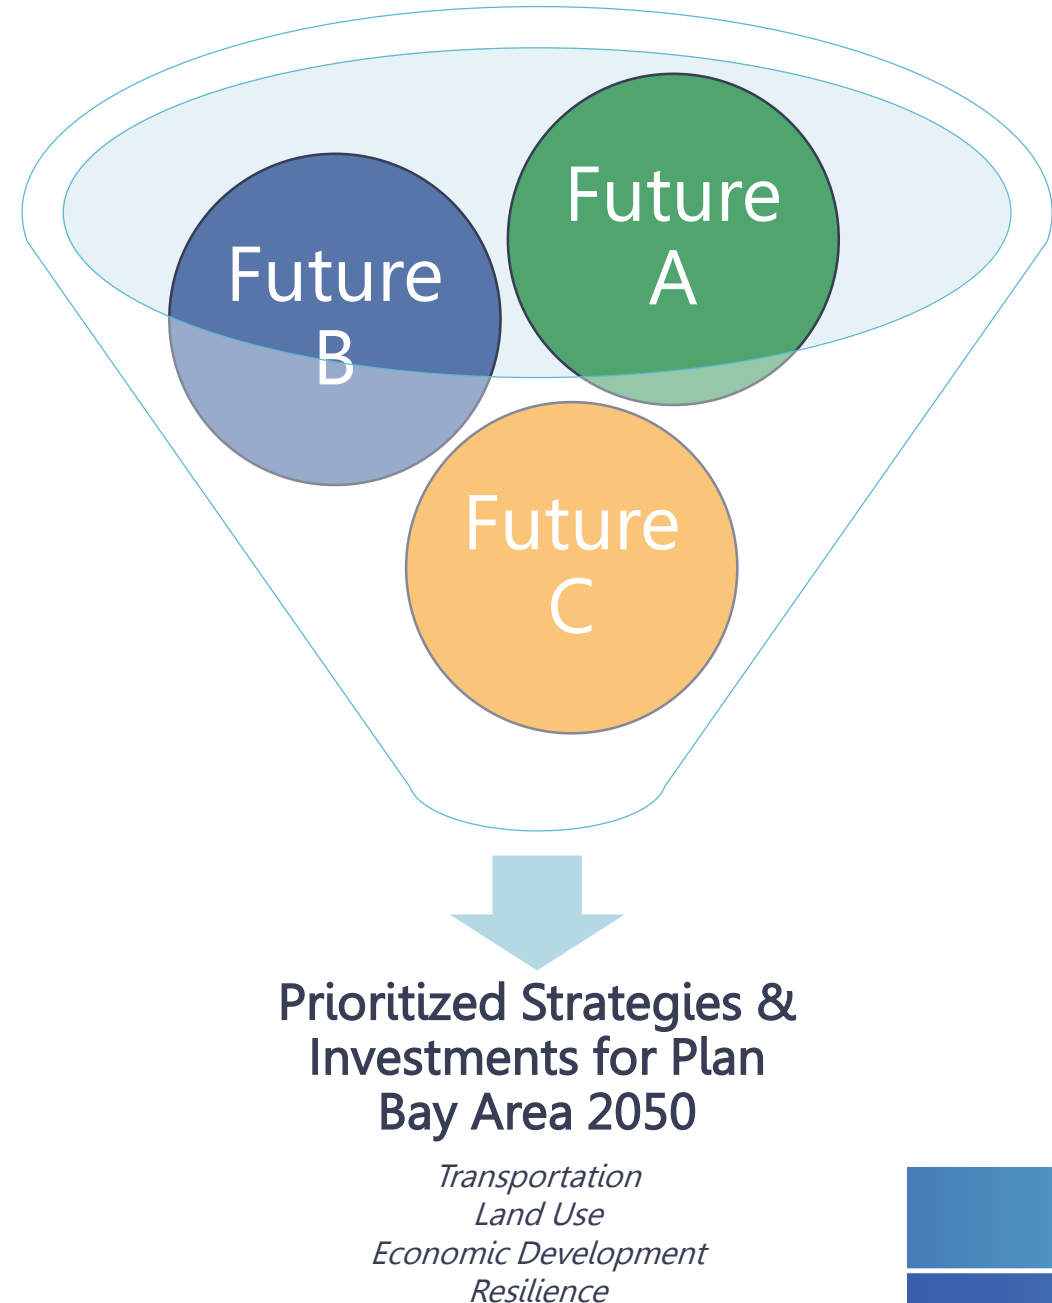 Future
A
Future
B
Future
C
Prioritized Strategies &
Investments for Plan
Bay Area 2050
Transportation
Land Use
Economic Development
Resilience